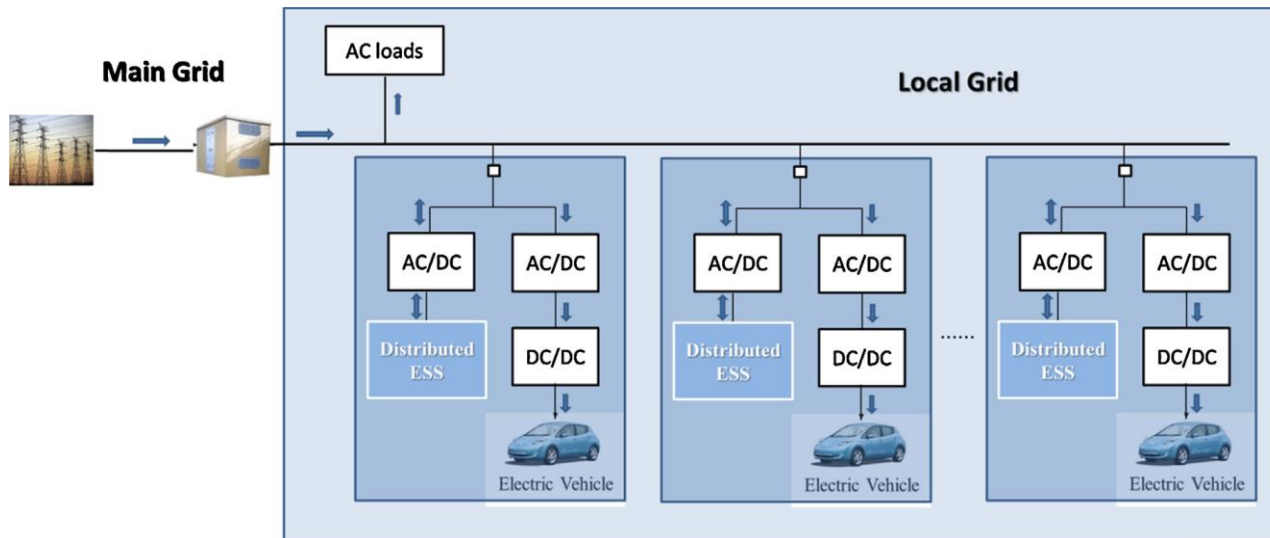 AC loads
Main Grid
Local Grid
AC/DC
AC/DC
AC/DC
AC/DC
AC/DC
AC/DC
Distributed
ESS
DC/DC
Distributed
ESS
DC/DC
......
Distributed
ESS
DC/DC
Electric Vehicle
Electric Vehicle
Electric Vehicle